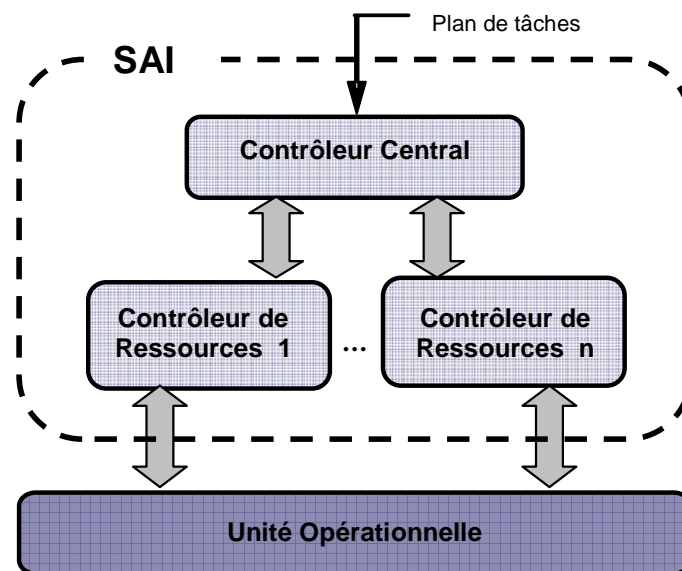 Plan de tâches
SAI
Contrôleur Central
Contrôleur de
Ressources 1
...
Contrôleur de
Ressources n
Unité Opérationnelle